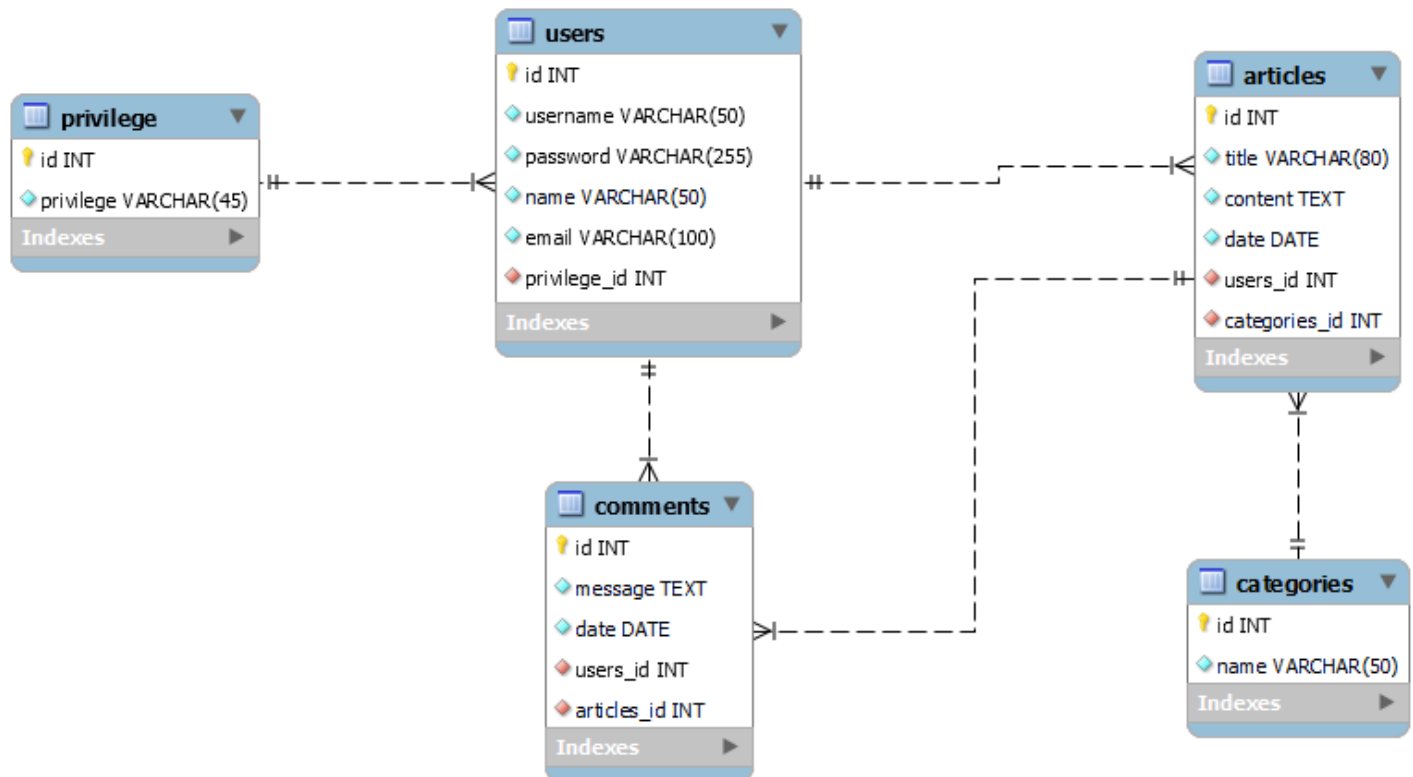 privilege
id INT
privilege VARCHAR(45)
Indexes
users
id INT
username VARCHAR(50)
password VARCHAR(255)
name VARCHAR(50)
email VARCHAR(100)
privilege_id INT
Indexes
articles
id INT
title VARCHAR(80)
content TEXT
date DATE
users_id INT
categories_id INT
Indexes
comments
id INT
message TEXT
date DATE
users_id INT
articles_id INT
Indexes
categories
id INT
name VARCHAR(50)
Indexes